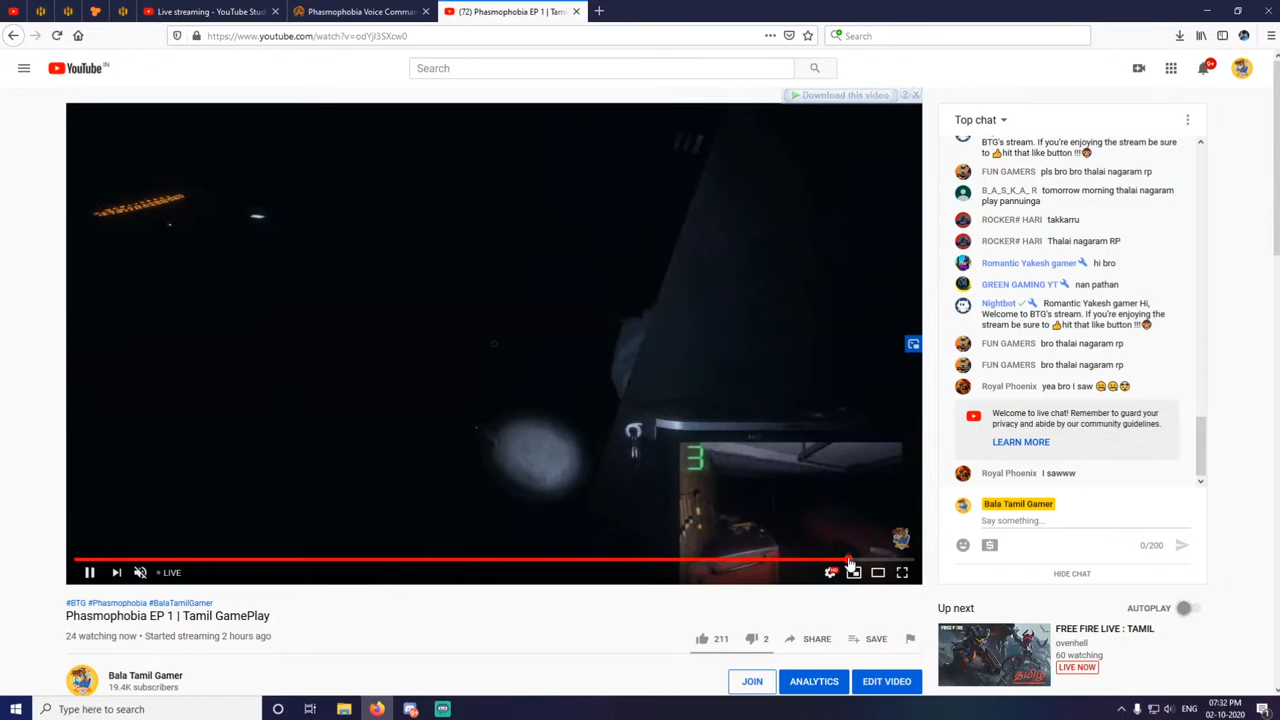 Live streaming - YouTube Stud
Phasmophobia Voice Comman
(72) Phasmophobia EP 1 | Tami
https://www.youtube.com/watch?v=odYjI3SXcw0
Search
YouTube IN
Search
9+
Download this video
3
LIVE
HD
#BTG #Phasmophobia #BalaTamilGamer
Phasmophobia EP 1 | Tamil GamePlay
24 watching now • Started streaming 2 hours ago
211
2
SHARE
SAVE
Bala Tamil Gamer
19.4K subscribers
JOIN
ANALYTICS
EDIT VIDEO
Top chat
BTG's stream. If you're enjoying the stream be sure
to 👍hit that like button !!!
FUN GAMERS pls bro bro thalai nagaram rp
B_A_S_K_A_ R tomorrow morning thalai nagaram
play pannuinga
ROCKER# HARI takkarru
ROCKER# HARI Thalai nagaram RP
Romantic Yakesh gamer hi bro
GREEN GAMING YT nan pathan
Nightbot Romantic Yakesh gamer Hi,
Welcome to BTG's stream. If you're enjoying the
stream be sure to 👍hit that like button !!!
FUN GAMERS bro thalai nagaram rp
FUN GAMERS bro thalai nagaram rp
Royal Phoenix yea bro I saw
Welcome to live chat! Remember to guard your
privacy and abide by our community guidelines.
LEARN MORE
Royal Phoenix I sawww
Bala Tamil Gamer
Say something...
0/200
HIDE CHAT
Up next
AUTOPLAY
FREE FIRE LIVE : TAMIL
ovenhell
60 watching
LIVE NOW
Type here to search
ENG
07:32 PM
02-10-2020